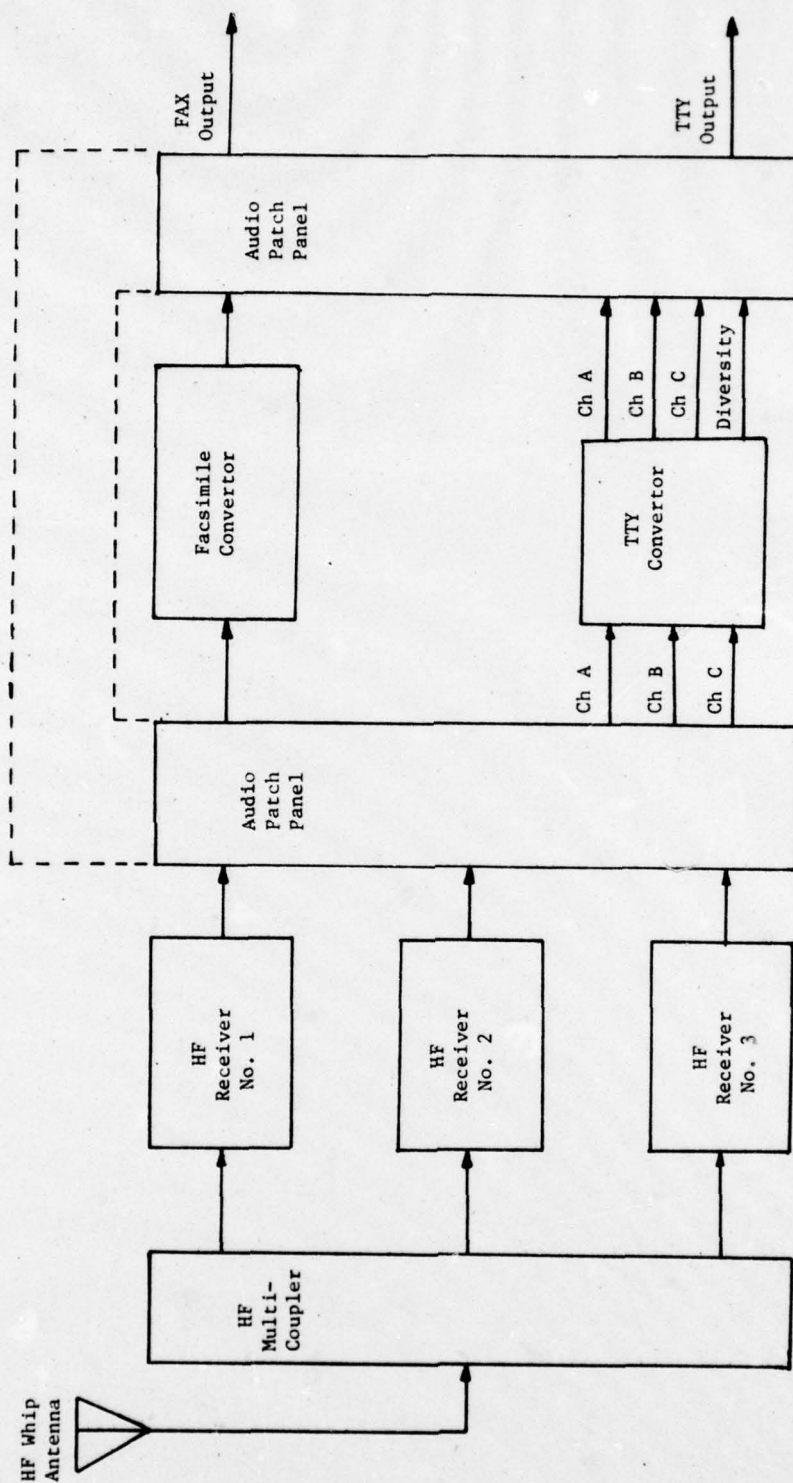 HF Whip
Antenna
HF
Multi-
Coupler
HF
Receiver
No. 1
HF
Receiver
No. 2
HF
Receiver
No. 3
Audio
Patch
Panel
Facsimile
Convertor
Ch A
Ch B
Ch C
TTY
Convertor
Ch A
Ch B
Ch C
Diversity
Audio
Patch
Panel
FAX
Output
TTY
Output